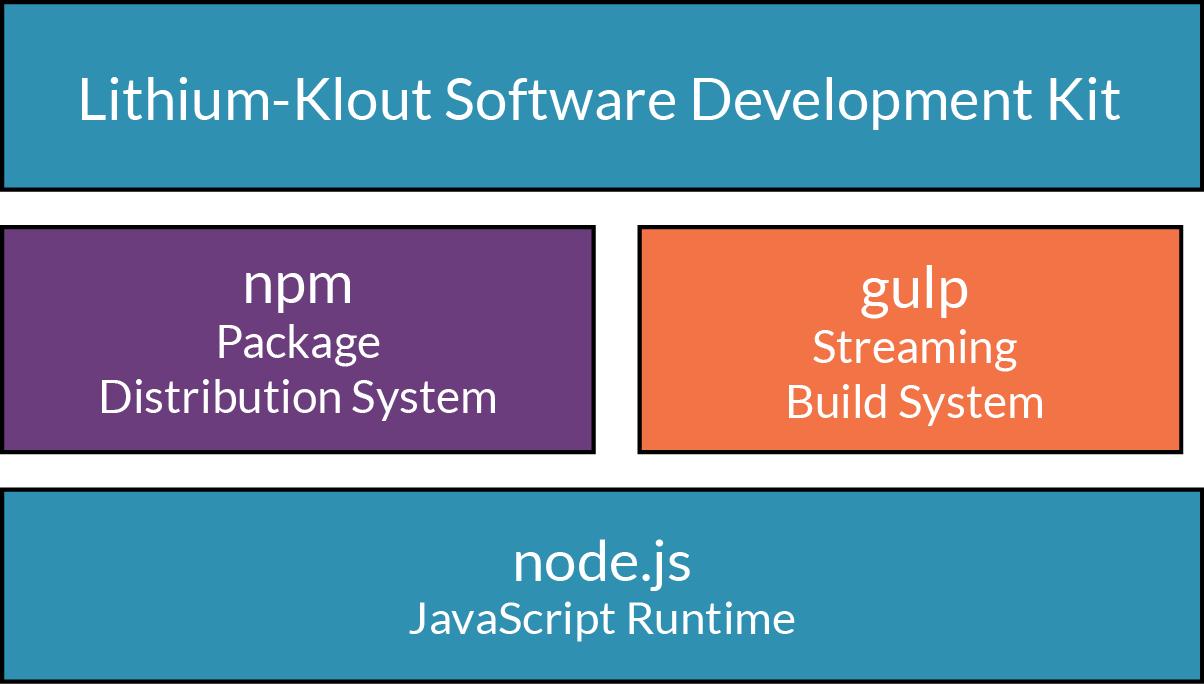 Lithium-Klout Software Development Kit
npm
Package
Distribution System
gulp
Streaming
Build System
node.js
JavaScript Runtime